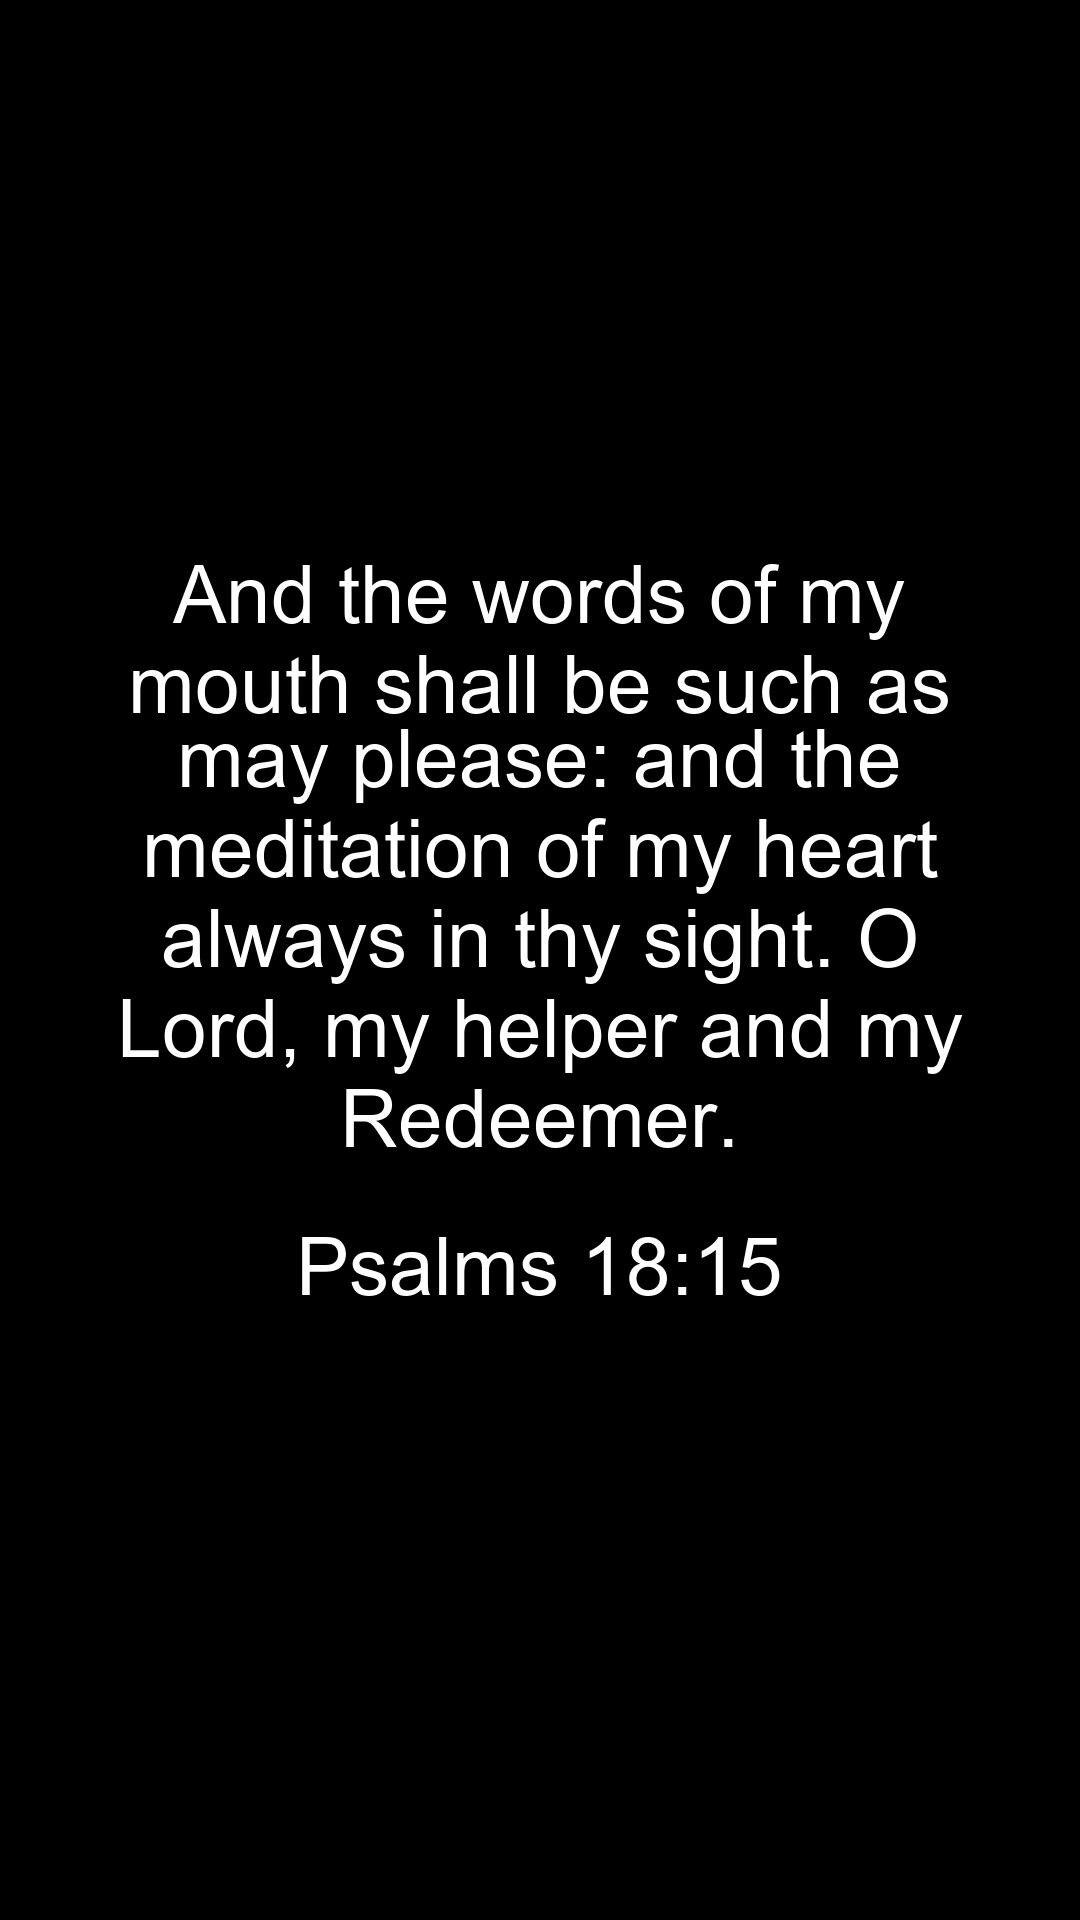 And the words of my
mouth shall be such as
may please: and the
meditation of my heart
always in thy sight. O
Lord, my helper and my
Redeemer.
Psalms 18:15